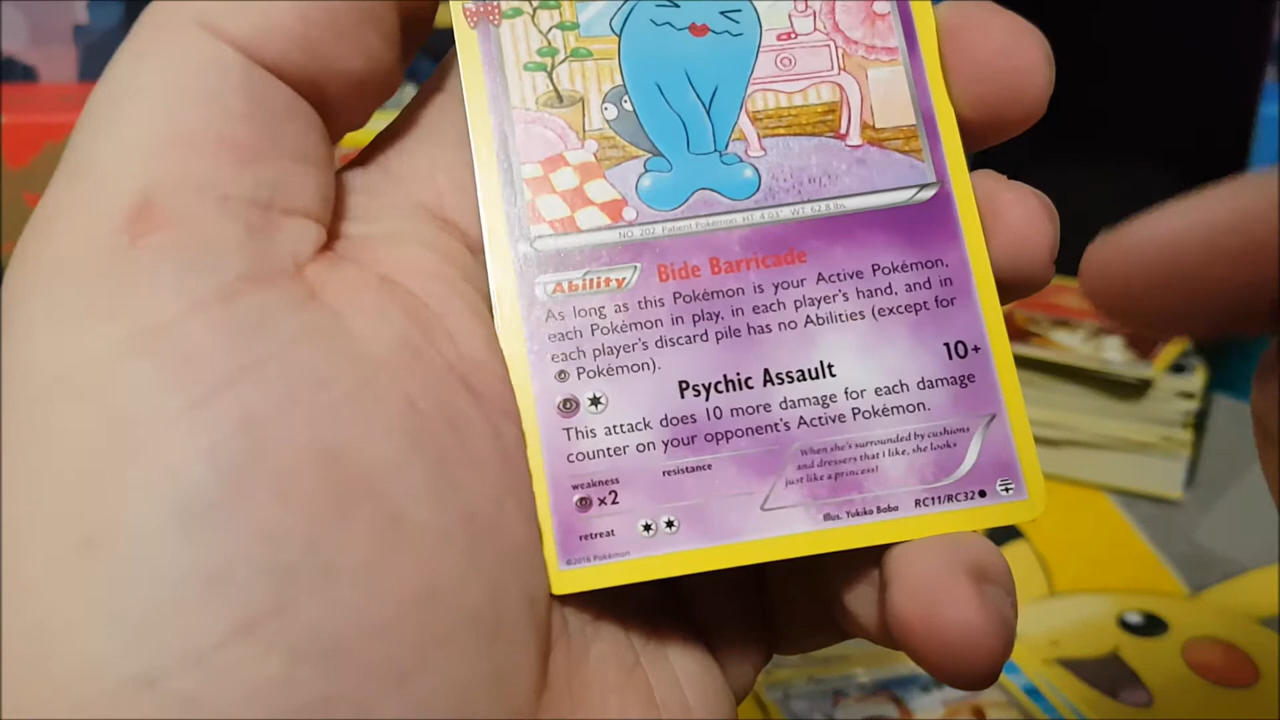 NO. 202 Patient Pokémon HT: 4'03" WT: 62.8 lbs.
Ability Bide Barricade
As long as this Pokémon is your Active Pokémon,
each Pokémon in play, in each player's hand, and in
each player's discard pile has no Abilities (except for
Pokémon).
Psychic Assault 10+
This attack does 10 more damage for each damage
counter on your opponent's Active Pokémon.
weakness
×2
resistance
retreat
When she's surrounded by cushions
and dressers that I like, she looks
just like a princess!
Illus. Yukiko Baba RC11/RC32
©2016 Pokémon